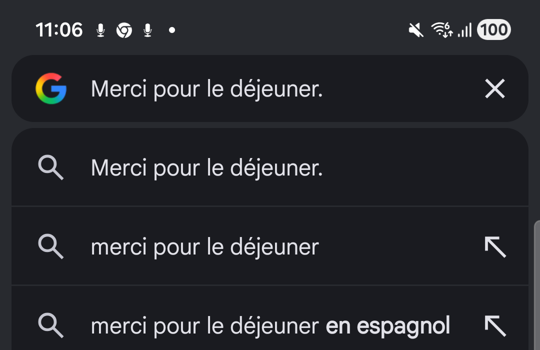 11:06 100
Merci pour le déjeuner.
Merci pour le déjeuner.
merci pour le déjeuner
merci pour le déjeuner en espagnol